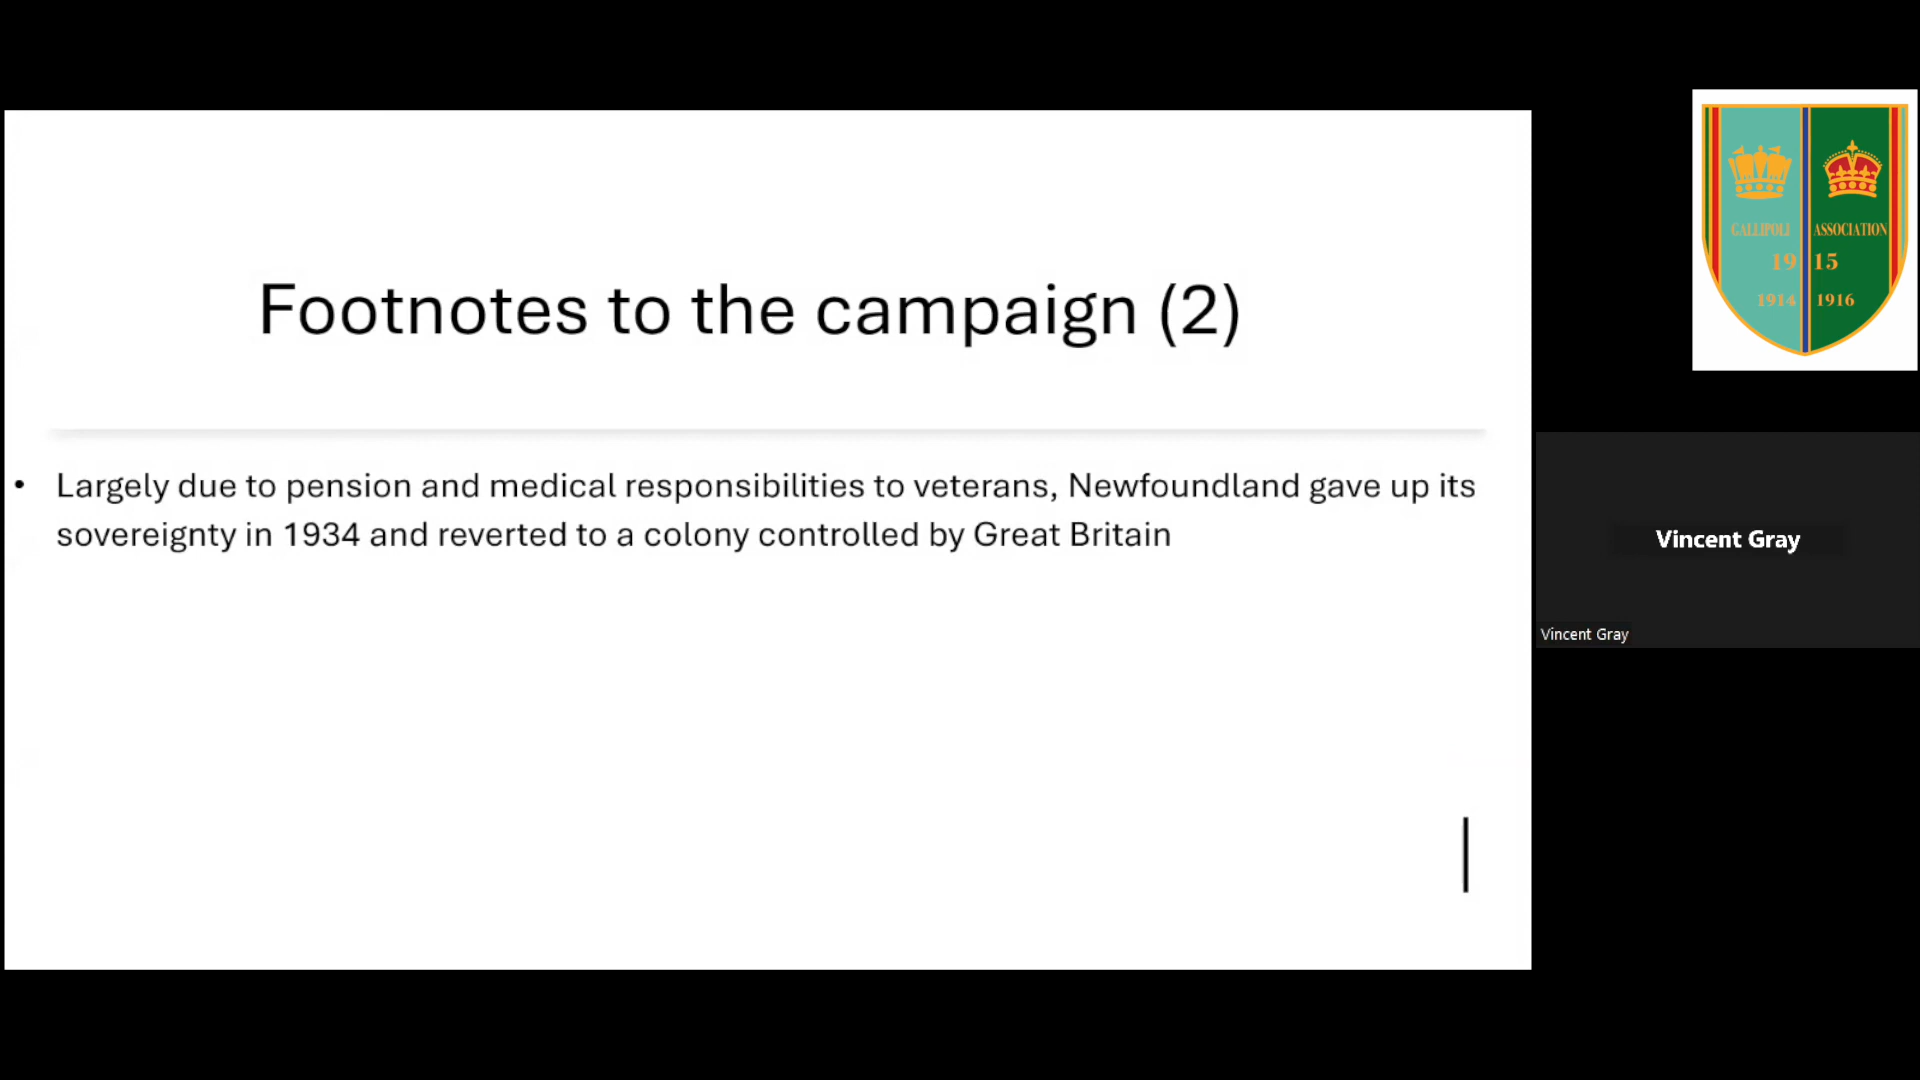 Footnotes to the campaign (2)
• Largely due to pension and medical responsibilities to veterans, Newfoundland gave up its
sovereignty in 1934 and reverted to a colony controlled by Great Britain
GALLIPOLI ASSOCIATION
19 15
1914 1916
Vincent Gray
Vincent Gray